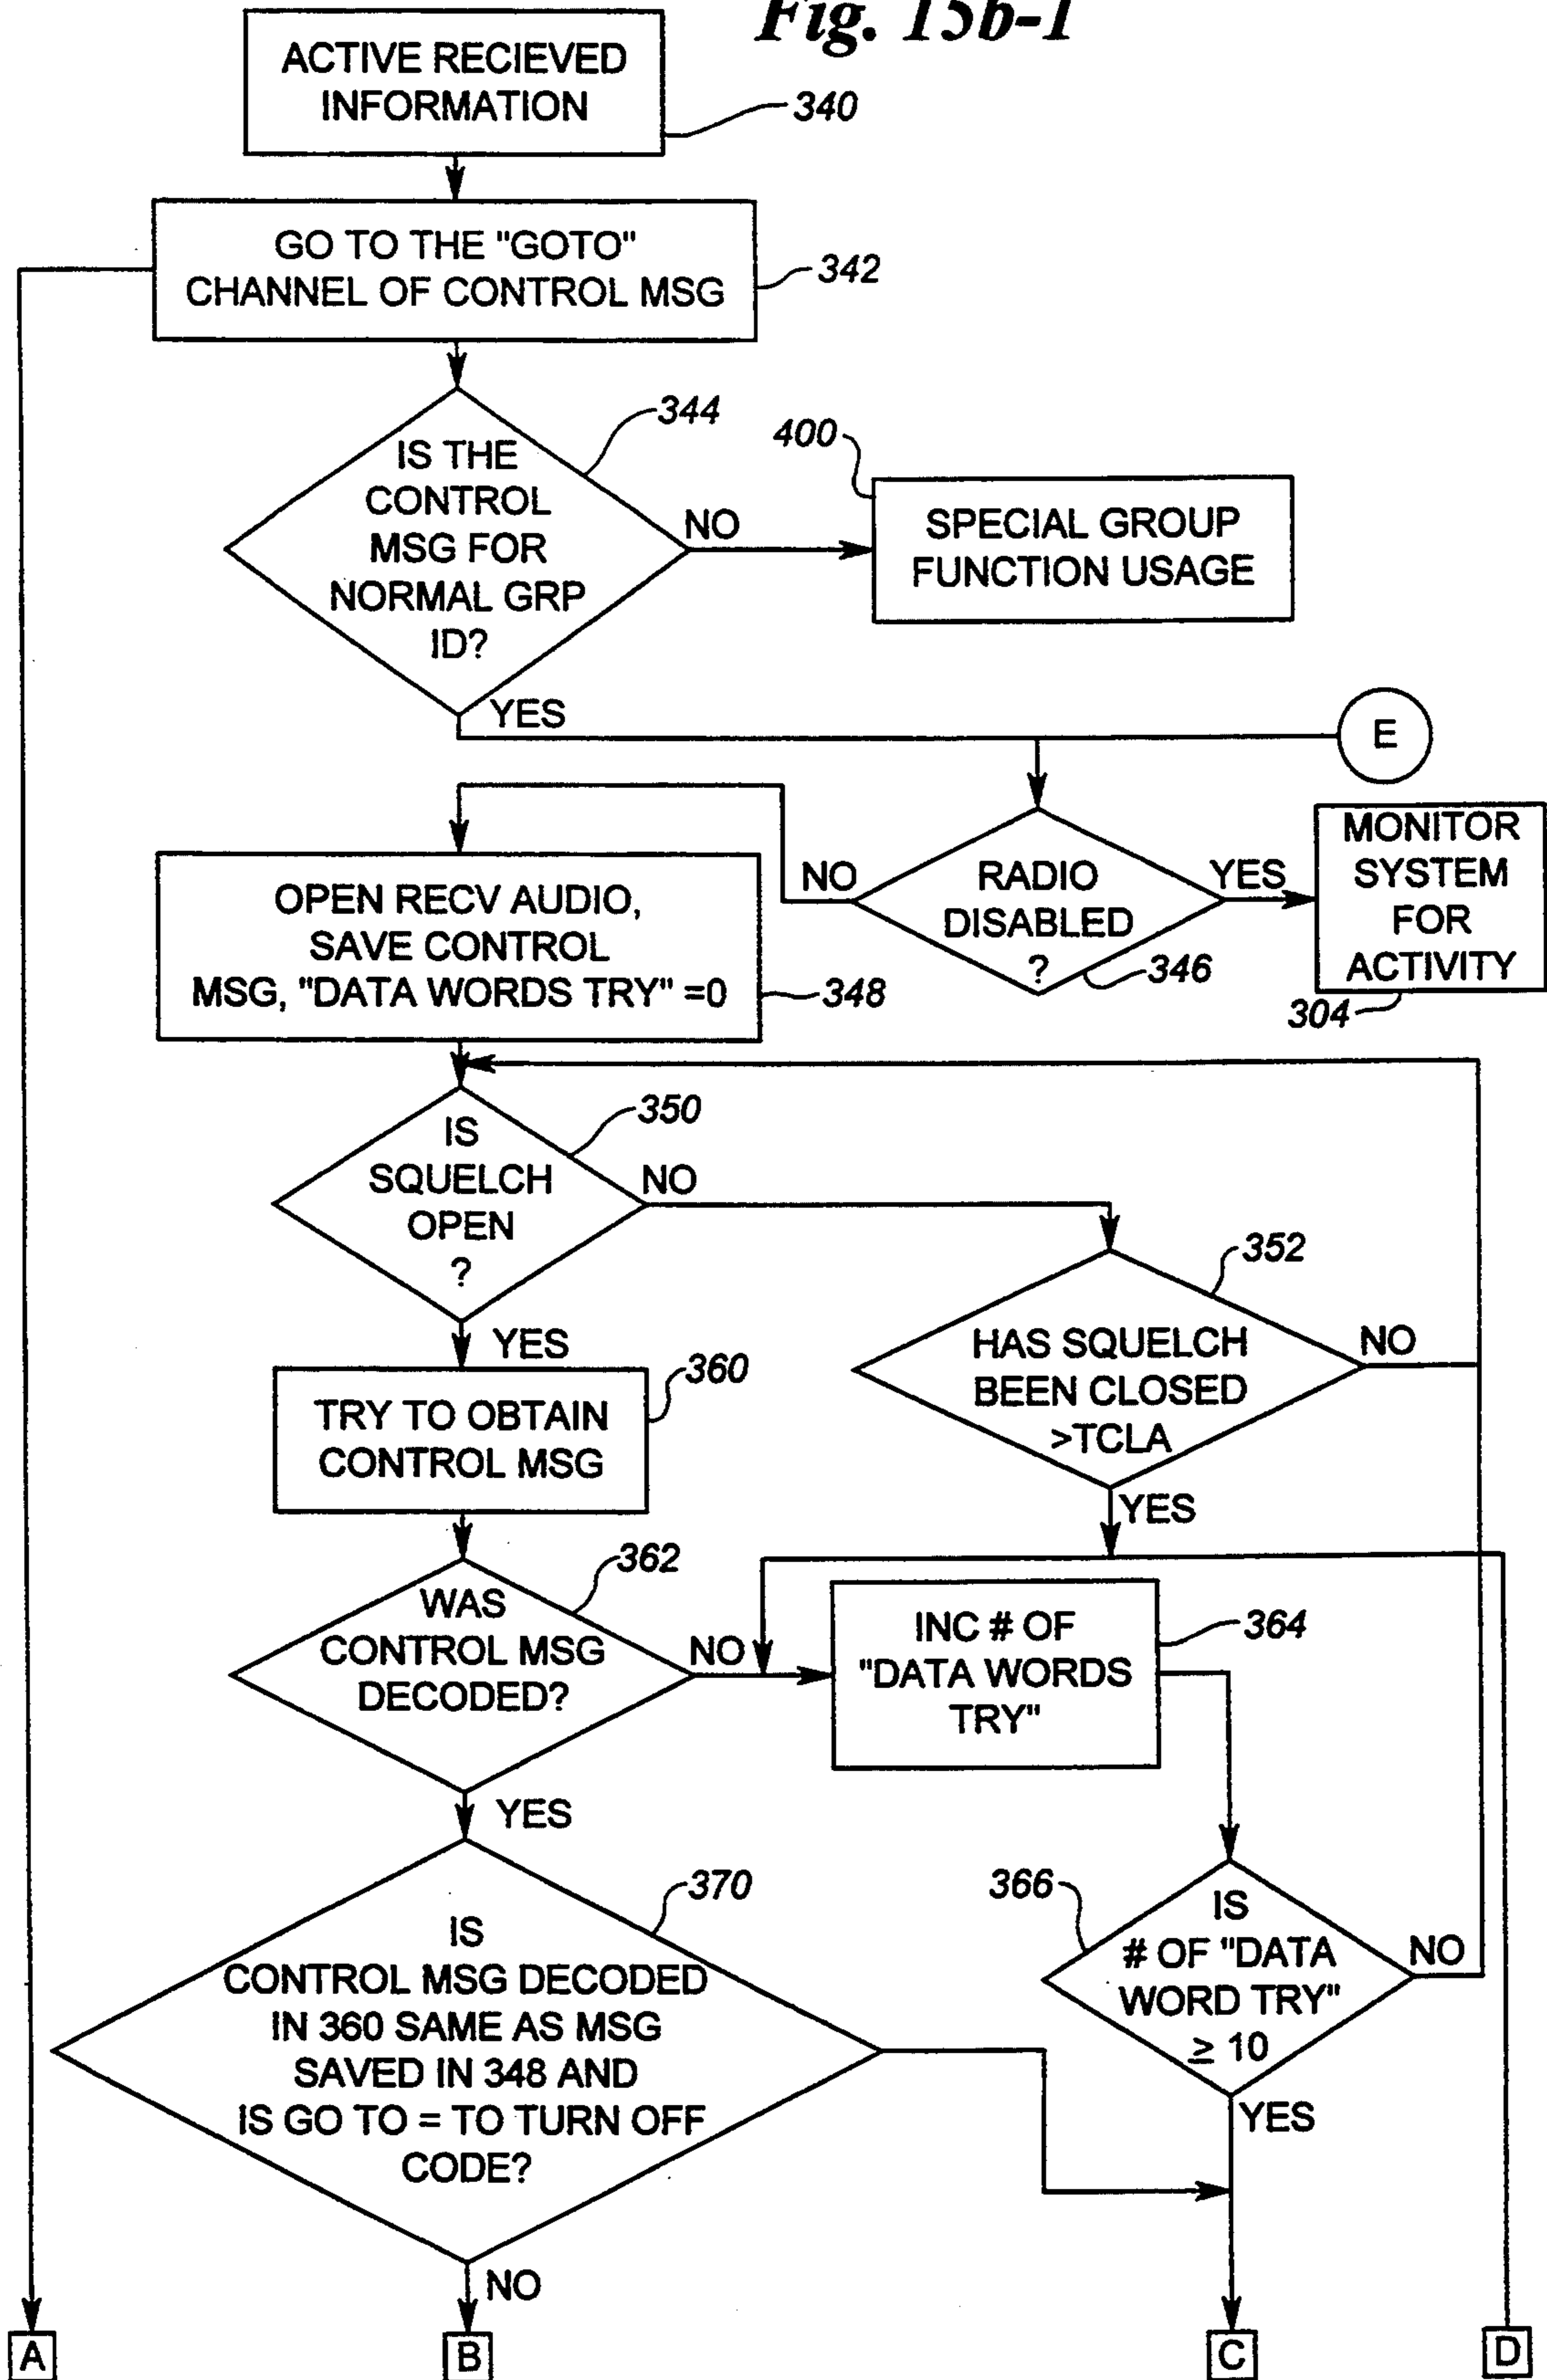 Fig. 15b-1
ACTIVE RECIEVED
INFORMATION
340
GO TO THE "GOTO"
CHANNEL OF CONTROL MSG
342
344
IS THE
CONTROL
MSG FOR
NORMAL GRP
ID?
NO
400
SPECIAL GROUP
FUNCTION USAGE
YES
E
OPEN RECV AUDIO,
SAVE CONTROL
MSG, "DATA WORDS TRY" =0
348
NO
RADIO
DISABLED
?
346
YES
MONITOR
SYSTEM
FOR
ACTIVITY
304
350
IS
SQUELCH
OPEN
?
NO
YES
352
HAS SQUELCH
BEEN CLOSED
>TCLA
NO
YES
360
TRY TO OBTAIN
CONTROL MSG
362
WAS
CONTROL MSG
DECODED?
NO
YES
INC # OF
"DATA WORDS
TRY"
364
366
IS
# OF "DATA
WORD TRY"
≥ 10
NO
YES
370
IS
CONTROL MSG DECODED
IN 360 SAME AS MSG
SAVED IN 348 AND
IS GO TO = TO TURN OFF
CODE?
NO
A
B
C
D